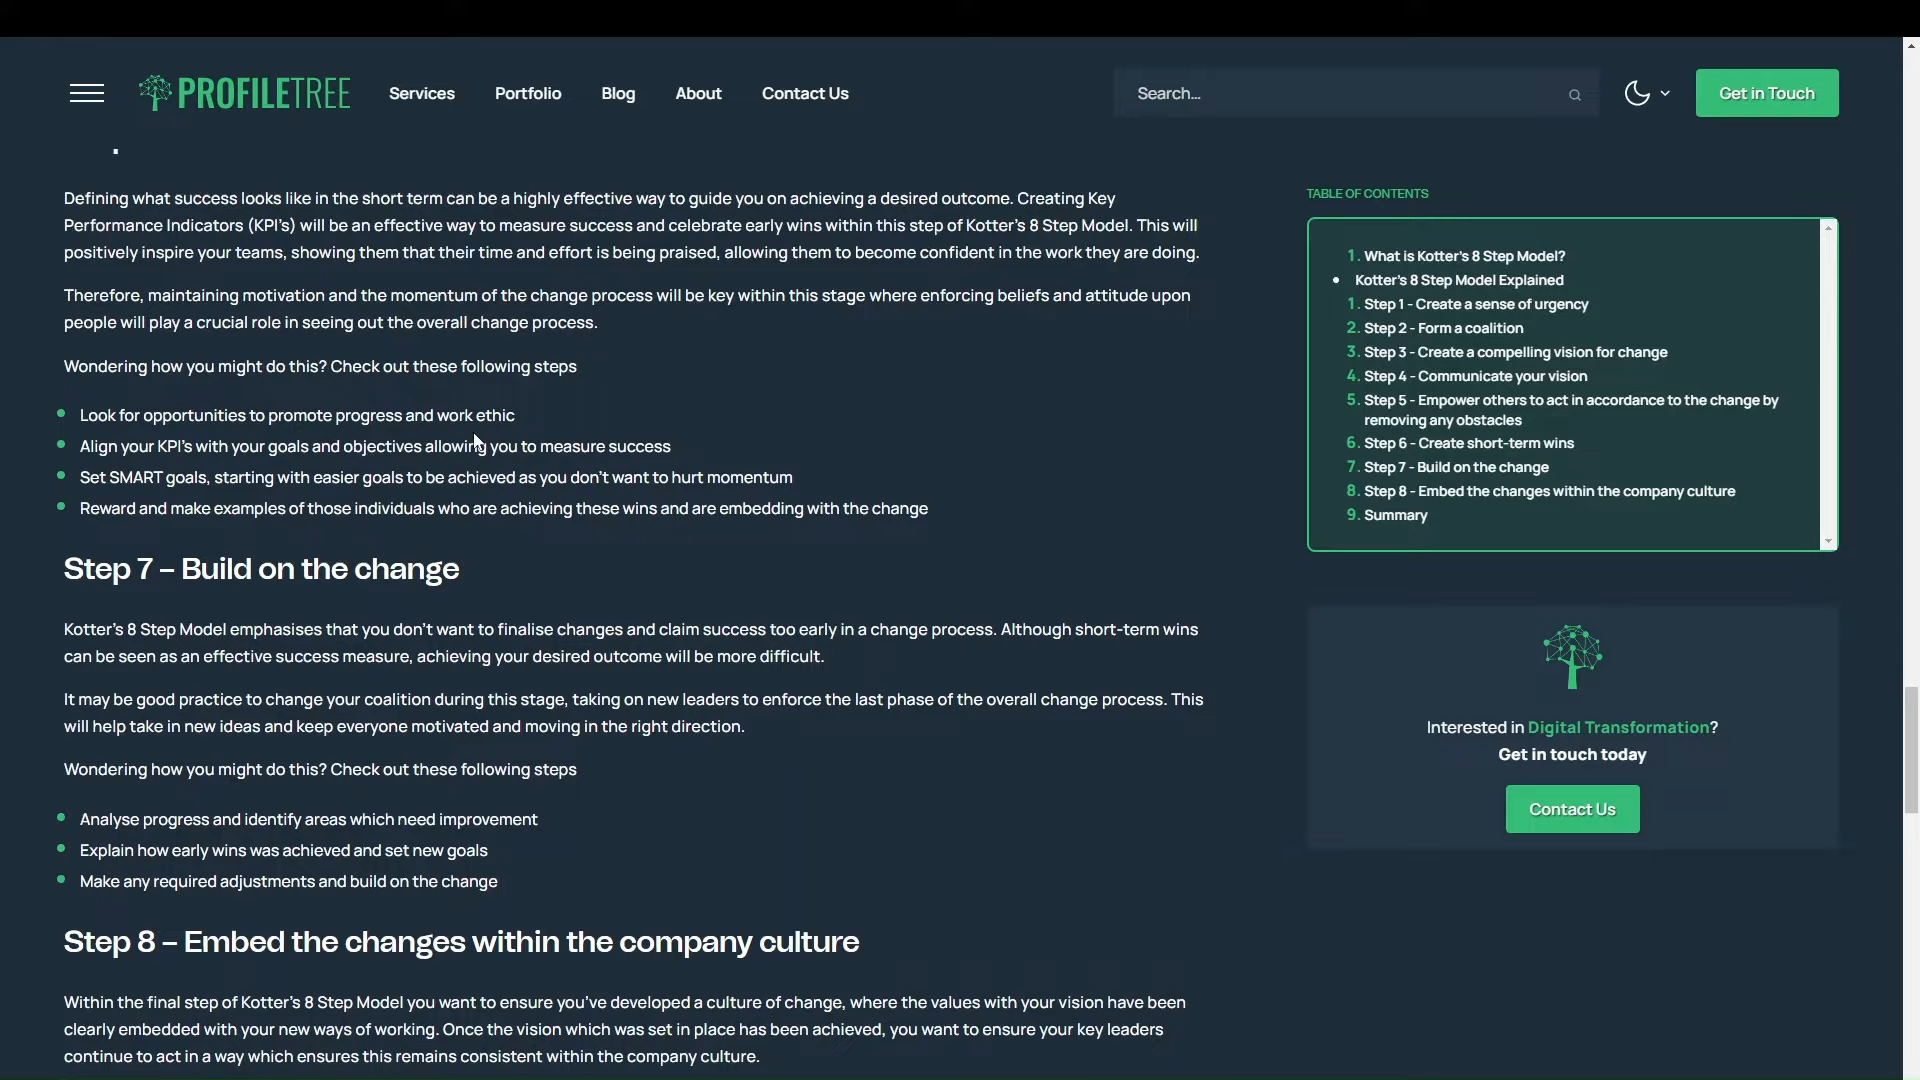 PROFILETREE
Services
Portfolio
Blog
About
Contact Us
Search...
Get in Touch
Defining what success looks like in the short term can be a highly effective way to guide you on achieving a desired outcome. Creating Key
Performance Indicators (KPI's) will be an effective way to measure success and celebrate early wins within this step of Kotter's 8 Step Model. This will
positively inspire your teams, showing them that their time and effort is being praised, allowing them to become confident in the work they are doing.
Therefore, maintaining motivation and the momentum of the change process will be key within this stage where enforcing beliefs and attitude upon
people will play a crucial role in seeing out the overall change process.
Wondering how you might do this? Check out these following steps
Look for opportunities to promote progress and work ethic
Align your KPI's with your goals and objectives allowing you to measure success
Set SMART goals, starting with easier goals to be achieved as you don't want to hurt momentum
Reward and make examples of those individuals who are achieving these wins and are embedding with the change
Step 7 – Build on the change
Kotter's 8 Step Model emphasises that you don't want to finalise changes and claim success too early in a change process. Although short-term wins
can be seen as an effective success measure, achieving your desired outcome will be more difficult.
It may be good practice to change your coalition during this stage, taking on new leaders to enforce the last phase of the overall change process. This
will help take in new ideas and keep everyone motivated and moving in the right direction.
Wondering how you might do this? Check out these following steps
Analyse progress and identify areas which need improvement
Explain how early wins was achieved and set new goals
Make any required adjustments and build on the change
Step 8 – Embed the changes within the company culture
Within the final step of Kotter's 8 Step Model you want to ensure you've developed a culture of change, where the values with your vision have been
clearly embedded with your new ways of working. Once the vision which was set in place has been achieved, you want to ensure your key leaders
continue to act in a way which ensures this remains consistent within the company culture.
TABLE OF CONTENTS
1. What is Kotter's 8 Step Model?
Kotter's 8 Step Model Explained
1. Step 1 - Create a sense of urgency
2. Step 2 - Form a coalition
3. Step 3 - Create a compelling vision for change
4. Step 4 - Communicate your vision
5. Step 5 - Empower others to act in accordance to the change by
removing any obstacles
6. Step 6 - Create short-term wins
7. Step 7 - Build on the change
8. Step 8 - Embed the changes within the company culture
9. Summary
Interested in Digital Transformation?
Get in touch today
Contact Us